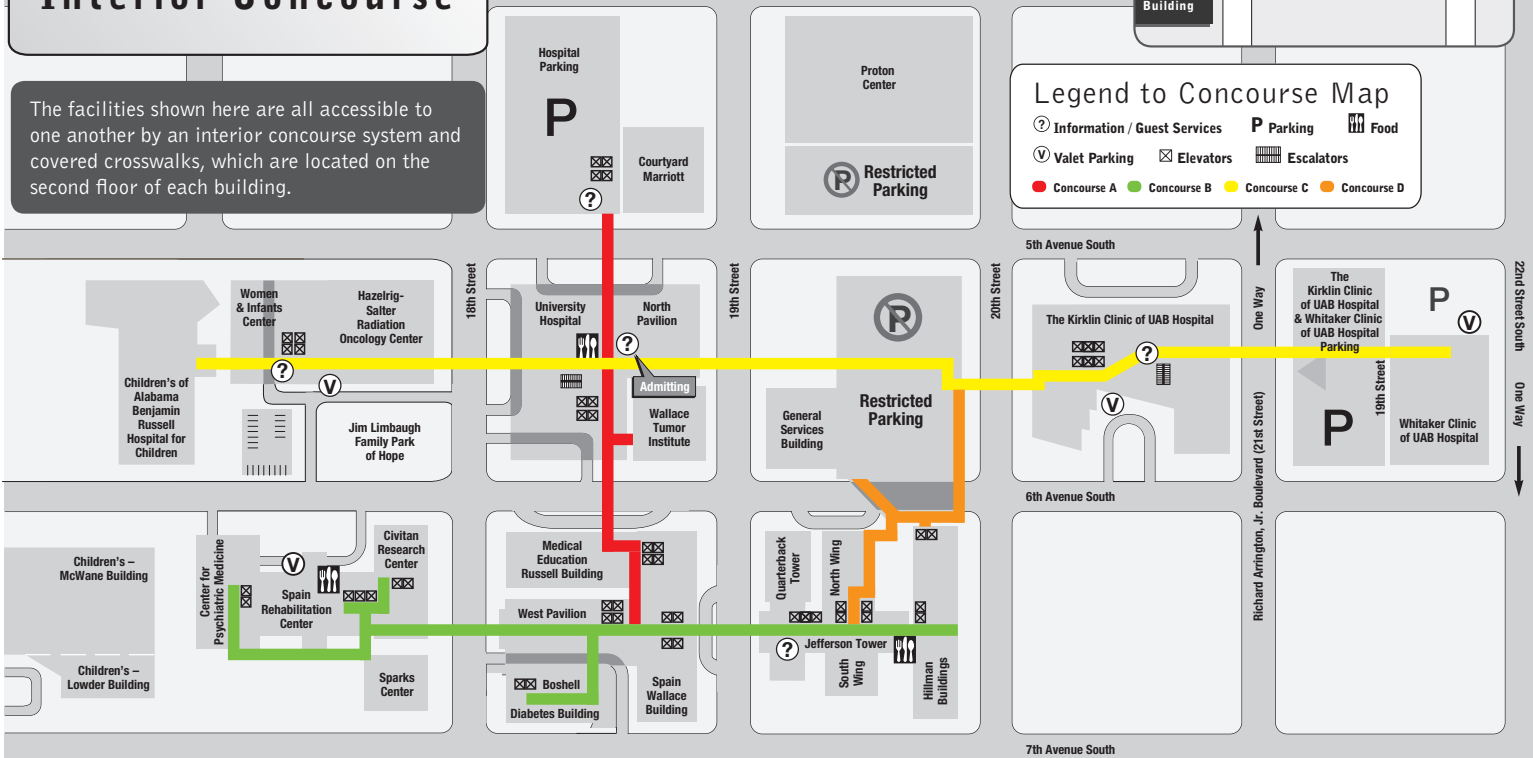 Interior Concourse
Building
The facilities shown here are all accessible to
one another by an interior concourse system and
covered crosswalks, which are located on the
second floor of each building.
Hospital
Parking
P
Courtyard
Marriott
Proton
Center
P
Restricted
Parking
Legend to Concourse Map
? Information / Guest Services
P Parking
Food
V Valet Parking
Elevators
Escalators
Concourse A
Concourse B
Concourse C
Concourse D
?
5th Avenue South
18th Street
19th Street
20th Street
One Way
22nd Street South
One Way
Richard Arrington, Jr. Boulevard (21st Street)
Women
& Infants
Center
Hazelrig-
Salter
Radiation
Oncology Center
University
Hospital
North
Pavilion
P
The Kirklin Clinic of UAB Hospital
The
Kirklin Clinic
of UAB Hospital
& Whitaker Clinic
of UAB Hospital
Parking
P
V
?
?
?
V
Admitting
Children's of
Alabama
Benjamin
Russell
Hospital for
Children
Jim Limbaugh
Family Park
of Hope
Wallace
Tumor
Institute
General
Services
Building
Restricted
Parking
V
P
19th Street
Whitaker Clinic
of UAB Hospital
6th Avenue South
Children's –
McWane Building
Center for
Psychiatric Medicine
V
Civitan
Research
Center
Spain
Rehabilitation
Center
Medical
Education
Russell Building
West Pavilion
Quarterback
Tower
North Wing
?
Jefferson Tower
South
Wing
Hillman
Buildings
Children's –
Lowder Building
Sparks
Center
Boshell
Diabetes Building
Spain
Wallace
Building
7th Avenue South